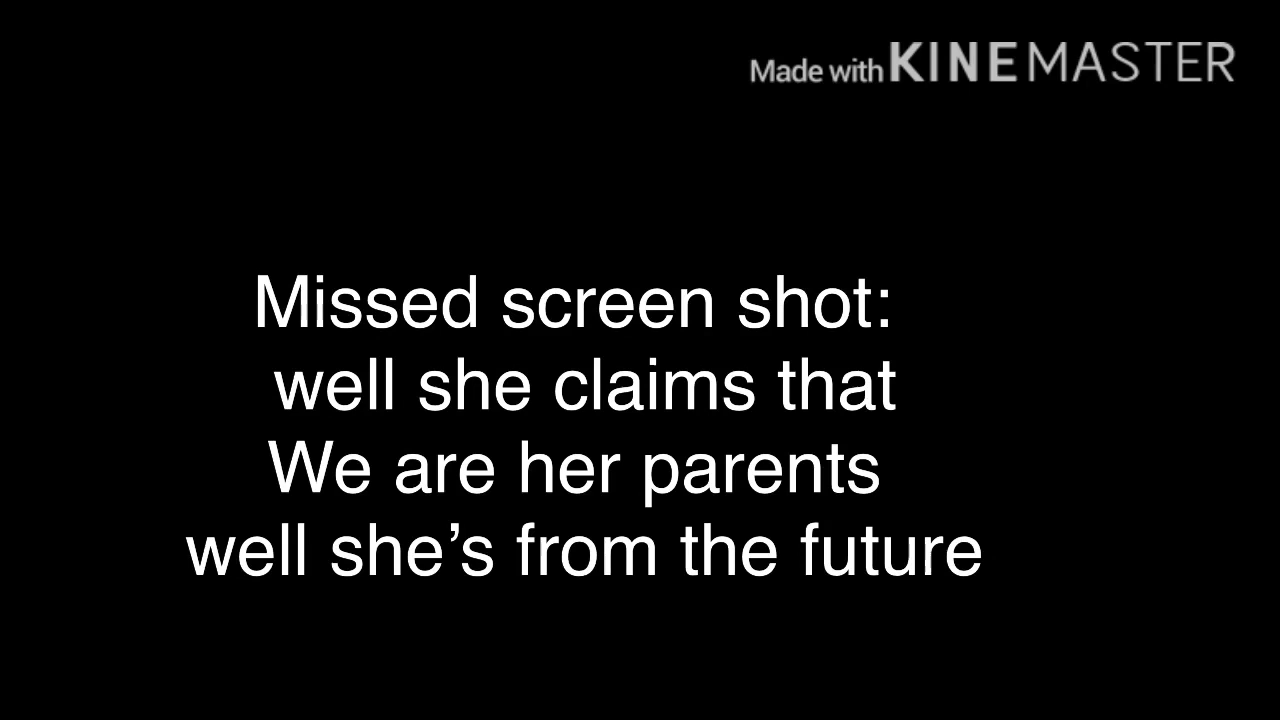 Made with KINEMASTER
Missed screen shot:
well she claims that
We are her parents
well she’s from the future